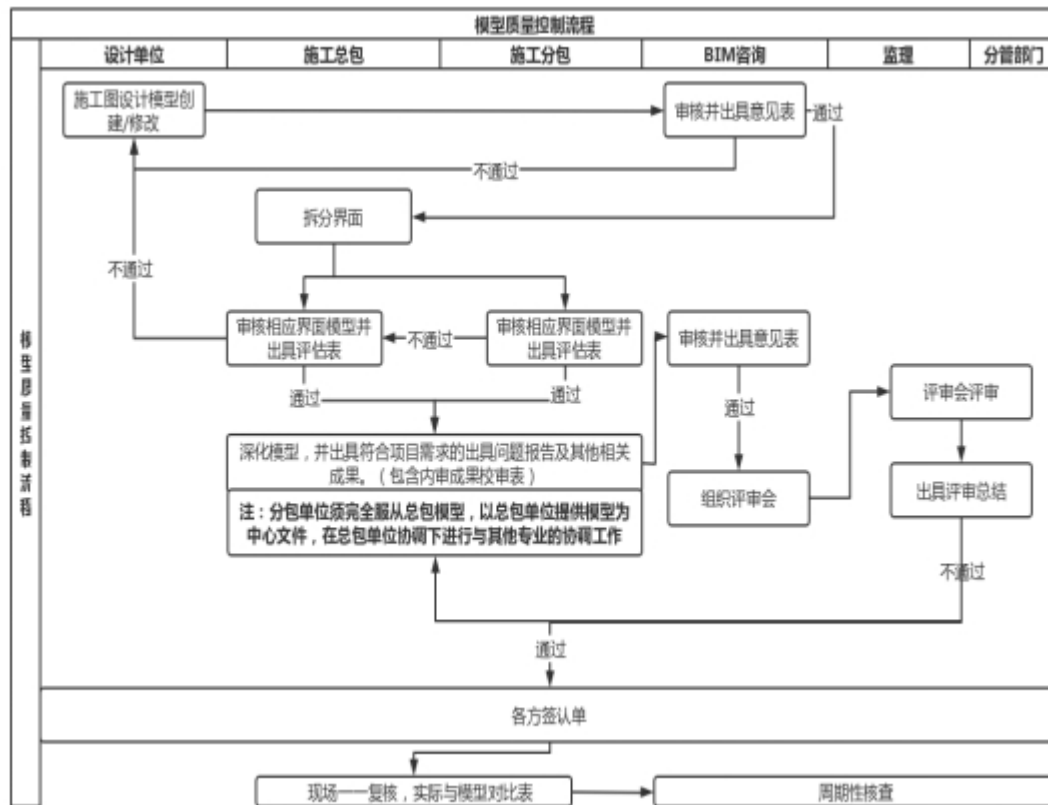 模型质量控制流程
设计单位
施工总包
施工分包
BIM咨询
监理
分管部门
模型质量控制流程
施工图设计模型创
建/修改
审核并出具意见表
通过
不通过
拆分界面
不通过
审核相应界面模型并
出具评估表
不通过
审核相应界面模型并
出具评估表
审核并出具意见表
通过
通过
通过
评审会评审
深化模型，并出具符合项目需求的出具问题报告及其他相关
成果。（包含内审成果校审表）
组织评审会
出具评审总结
注：分包单位须完全服从总包模型，以总包单位提供模型为
中心文件，在总包单位协调下进行与其他专业的协调工作
不通过
通过
各方签认单
现场一一复核，实际与模型对比表
周期性核查